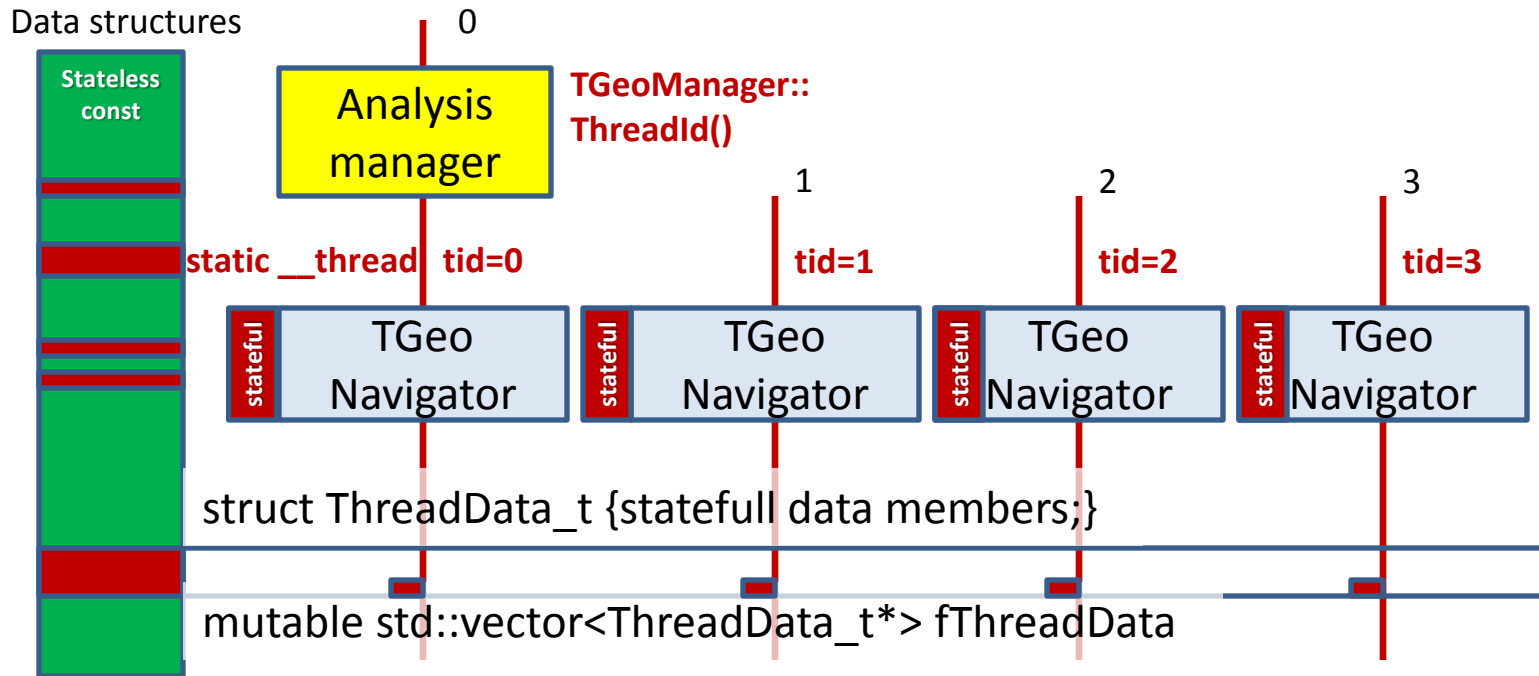 Data structures
0
Stateless
const
Analysis
manager
TGeoManager::
ThreadId()
1
2
3
static __thread
tid=0
tid=1
tid=2
tid=3
stateful
TGeo
Navigator
stateful
TGeo
Navigator
stateful
TGeo
Navigator
stateful
TGeo
Navigator
struct ThreadData_t {statefull data members;}
mutable std::vector<ThreadData_t*> fThreadData